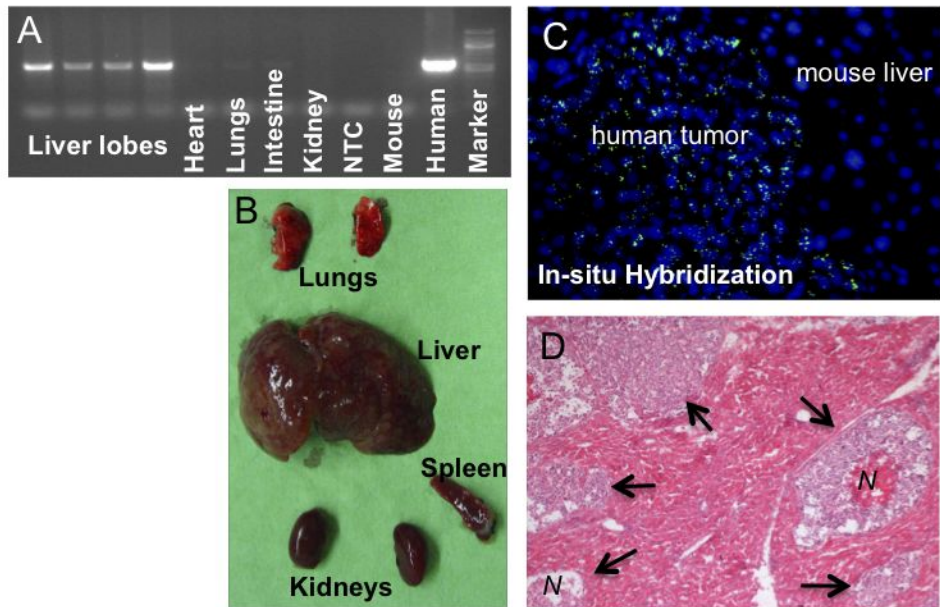 A
Liver lobes
Heart
Lungs
Intestine
Kidney
NTC
Mouse
Human
Marker
B
Lungs
Liver
Spleen
Kidneys
C
mouse liver
human tumor
In-situ Hybridization
D
N
N